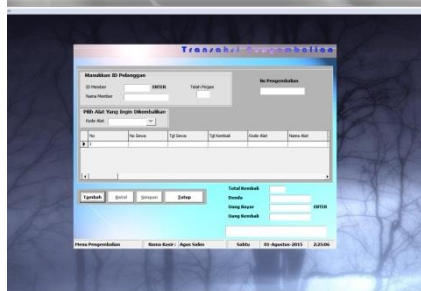 Transaksi Pengembalian
Masukkan ID Pelanggan
ID Member ENTER Telah Pinjam
Nama Member
No Pengembalian
Pilih Alat Yang Ingin Dikembalikan
Kode Alat
No No Sewa Tgl Sewa Tgl Kembali Kode Alat Nama Alat
1
Tambah Batal Simpan Tutup
Total Kembali
Denda
Uang Bayar ENTER
Uang Kembali
Menu Pengembalian Nama Kasir : Agus Salim Sabtu 01-Agustus-2015 2:25:06